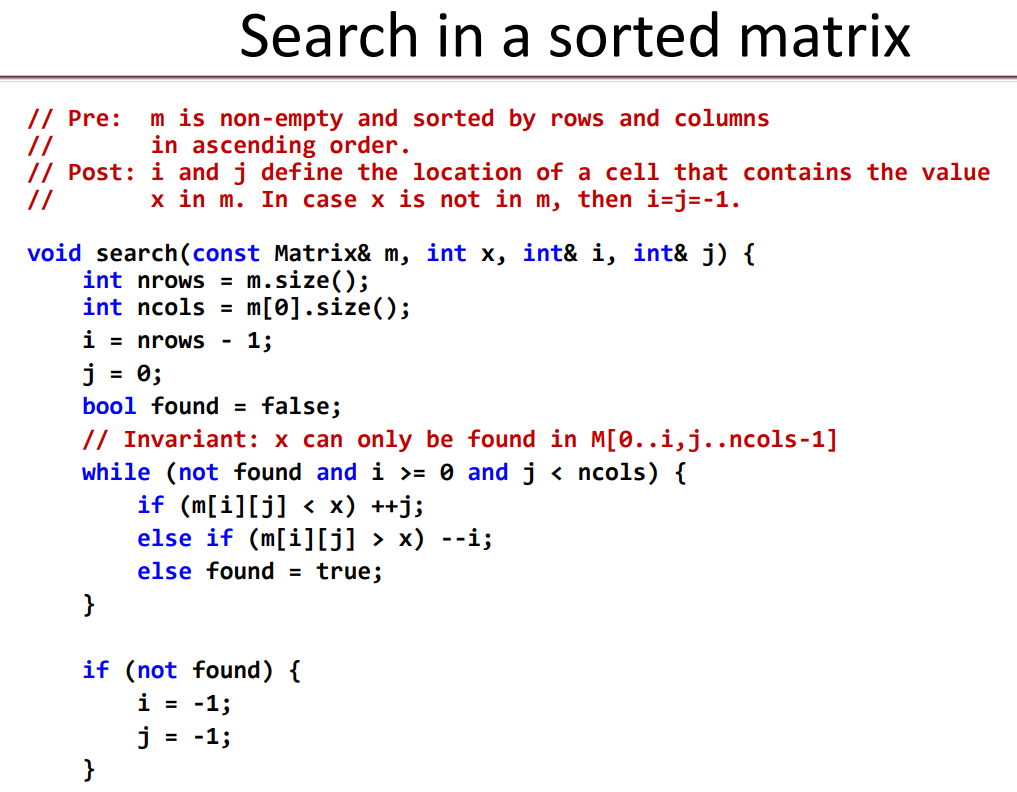 Search in a sorted matrix
// Pre:  m is non-empty and sorted by rows and columns
//       in ascending order.
// Post: i and j define the location of a cell that contains the value
//       x in m. In case x is not in m, then i=j=-1.
void search(const Matrix& m, int x, int& i, int& j) {
    int nrows = m.size();
    int ncols = m[0].size();
    i = nrows - 1;
    j = 0;
    bool found = false;
    // Invariant: x can only be found in M[0..i,j..ncols-1]
    while (not found and i >= 0 and j < ncols) {
        if (m[i][j] < x) ++j;
        else if (m[i][j] > x) --i;
        else found = true;
    }
    if (not found) {
        i = -1;
        j = -1;
    }